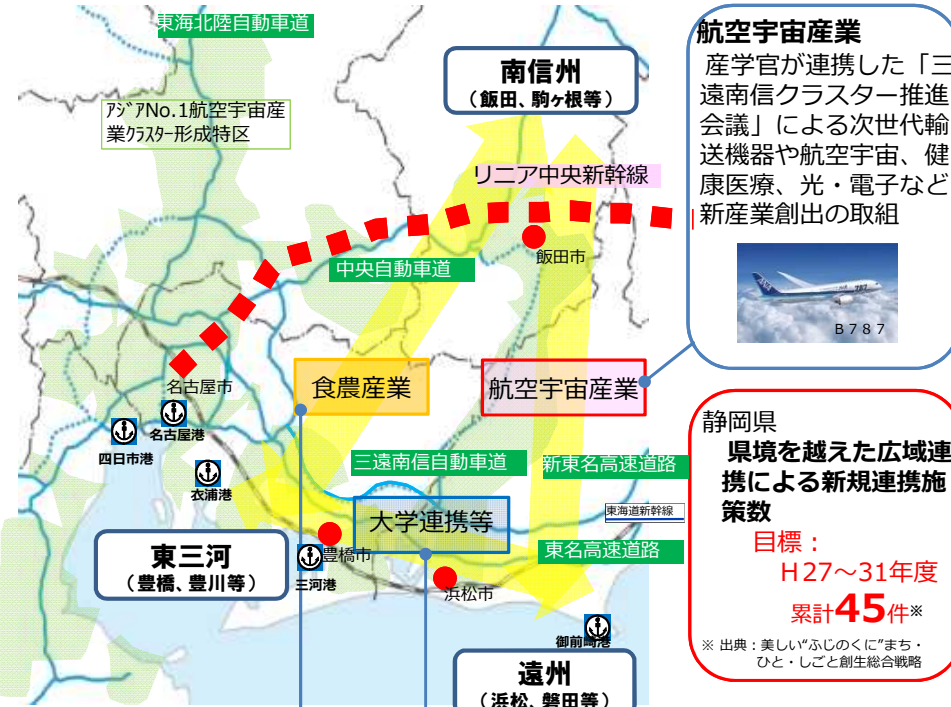 東海北陸自動車道
南信州
（飯田、駒ヶ根等）
ｱｼﾞｱNo.1航空宇宙産
業ｸﾗｽﾀｰ形成特区
リニア中央新幹線
中央自動車道
飯田市
名古屋市
食農産業
航空宇宙産業
名古屋港
四日市港
衣浦港
三遠南信自動車道
新東名高速道路
大学連携等
東海道新幹線
東三河
（豊橋、豊川等）
豊橋市
三河港
東名高速道路
浜松市
御前崎港
遠州
（浜松、磐田等）
航空宇宙産業
産学官が連携した「三
遠南信クラスター推進
会議」による次世代輸
送機器や航空宇宙、健
康医療、光・電子など
新産業創出の取組
B787
静岡県
県境を越えた広域連
携による新規連携施
策数
目標：
H27～31年度
累計45件※
※ 出典：美しい“ふじのくに”まち・
ひと・しごと創生総合戦略